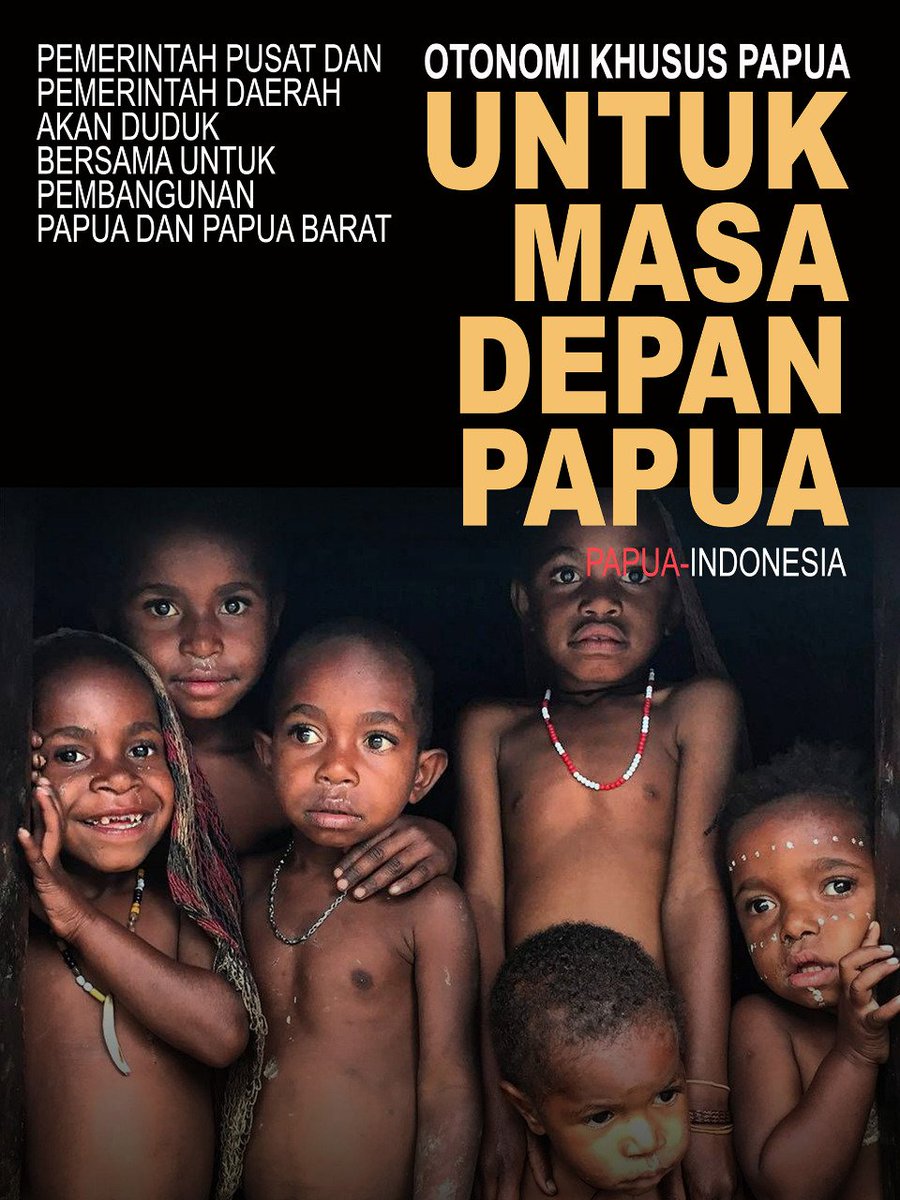 PEMERINTAH PUSAT DAN
PEMERINTAH DAERAH
AKAN DUDUK
BERSAMA UNTUK
PEMBANGUNAN
PAPUA DAN PAPUA BARAT
OTONOMI KHUSUS PAPUA
UNTUK
MASA
DEPAN
PAPUA
PAPUA-INDONESIA